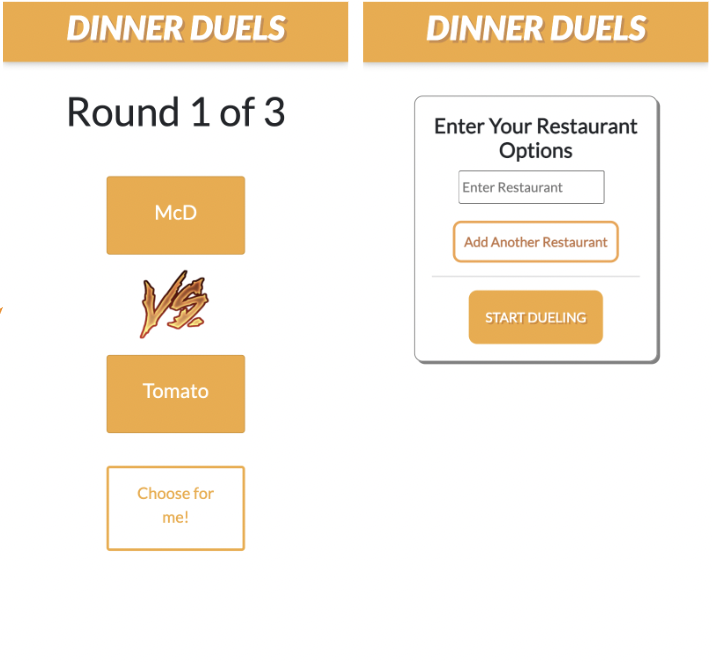 DINNER DUELS
Round 1 of 3
McD
VS.
Tomato
Choose for
me!
DINNER DUELS
Enter Your Restaurant
Options
Enter Restaurant
Add Another Restaurant
START DUELING